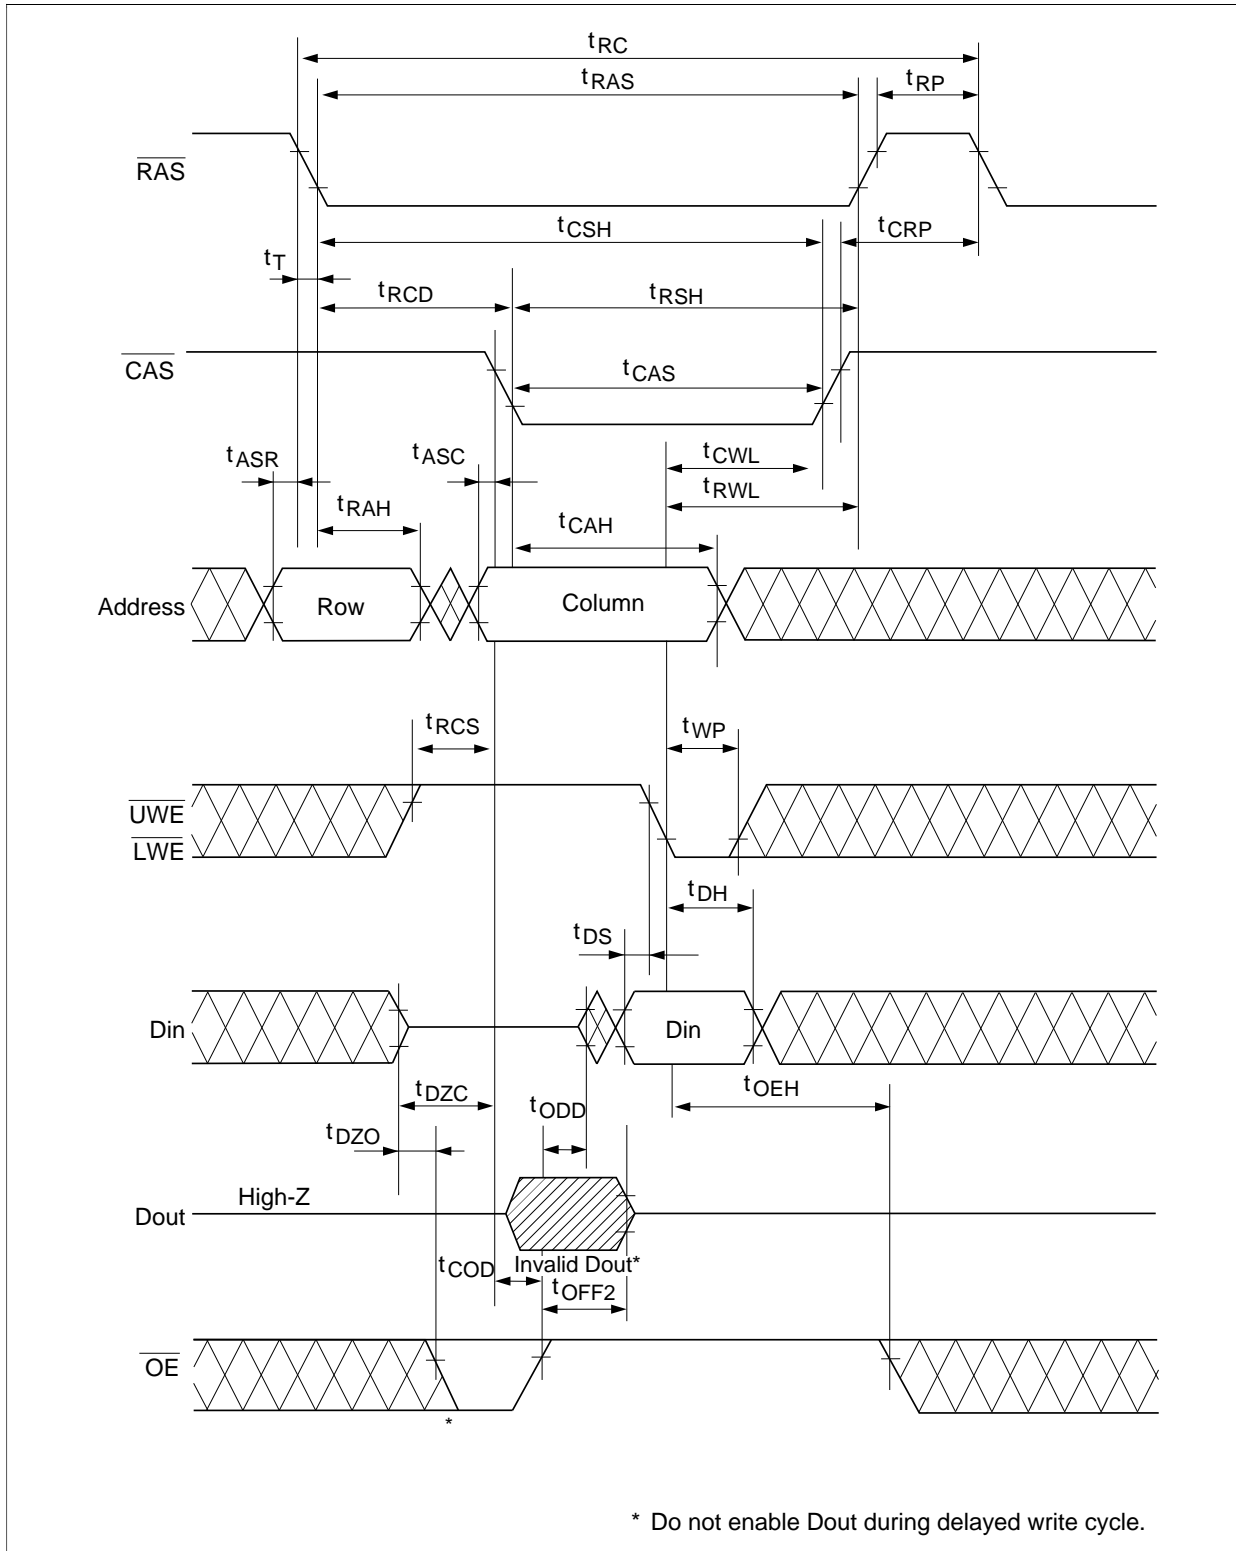 tRC
tRAS
tRP
RAS
tCSH
tCRP
tT
tRCD
tRSH
CAS
tCAS
tASR
tASC
tCWL
tRWL
tRAH
tCAH
Address
Row
Column
tRCS
tWP
UWE
LWE
tDH
tDS
Din
Din
tDZC
tODD
tOEH
tDZO
High-Z
Dout
tCOD
Invalid Dout*
tOFF2
OE
*
* Do not enable Dout during delayed write cycle.